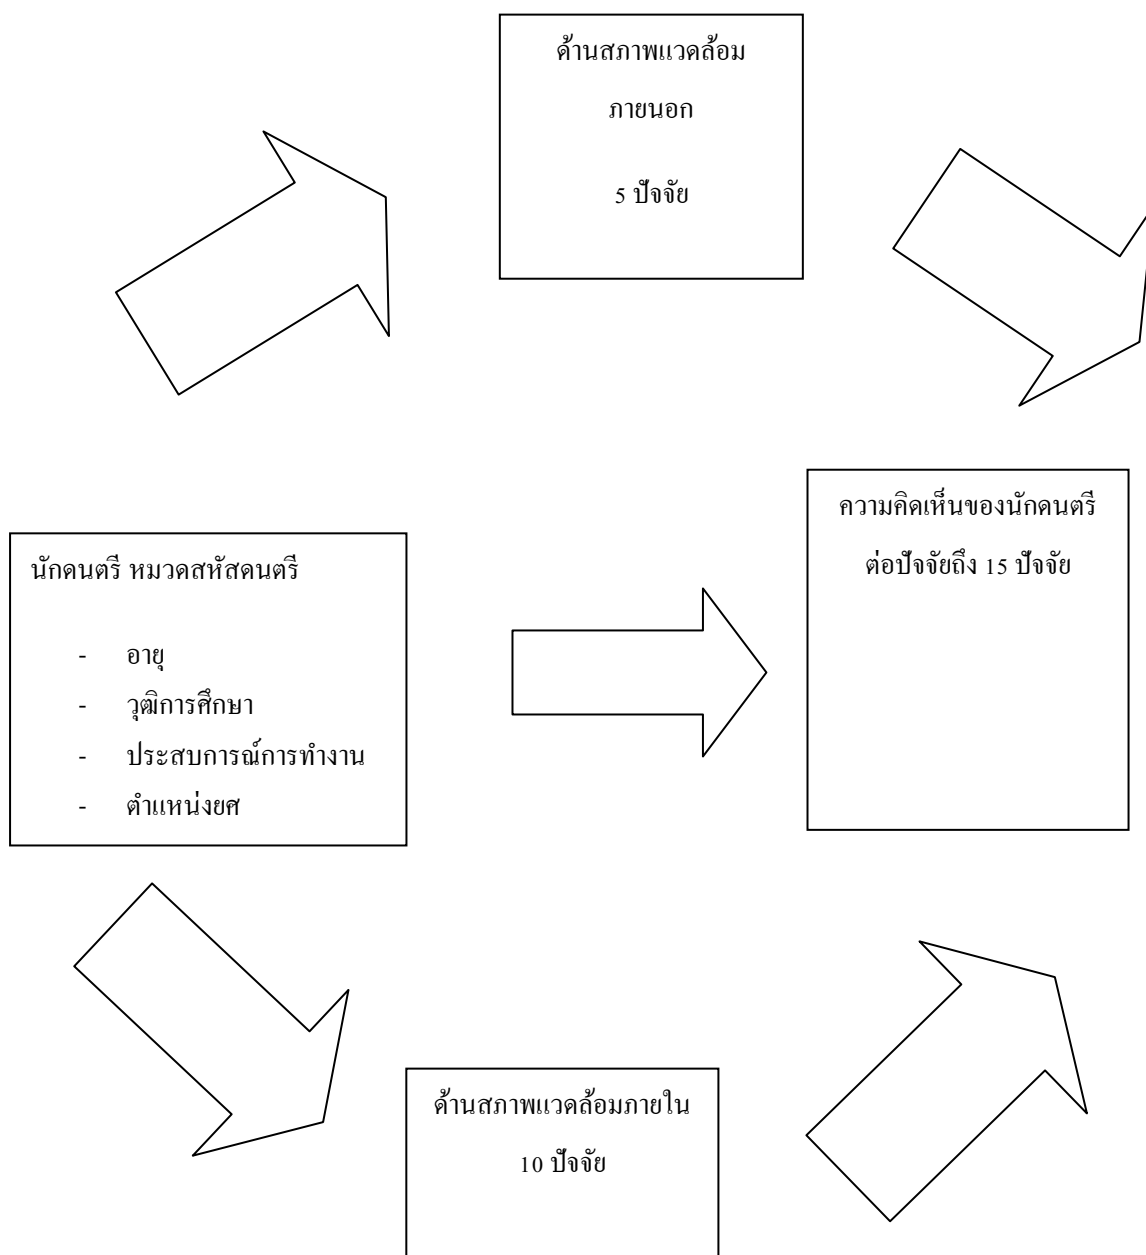 ด้านสภาพแวดล้อม
ภายนอก
5 ปัจจัย
นักดนตรี หมวดสหัสดนตรี
- อายุ
- วุฒิการศึกษา
- ประสบการณ์การทำงาน
- ตำแหน่งยศ
ความคิดเห็นของนักดนตรี
ต่อปัจจัยถึง 15 ปัจจัย
ด้านสภาพแวดล้อมภายใน
10 ปัจจัย